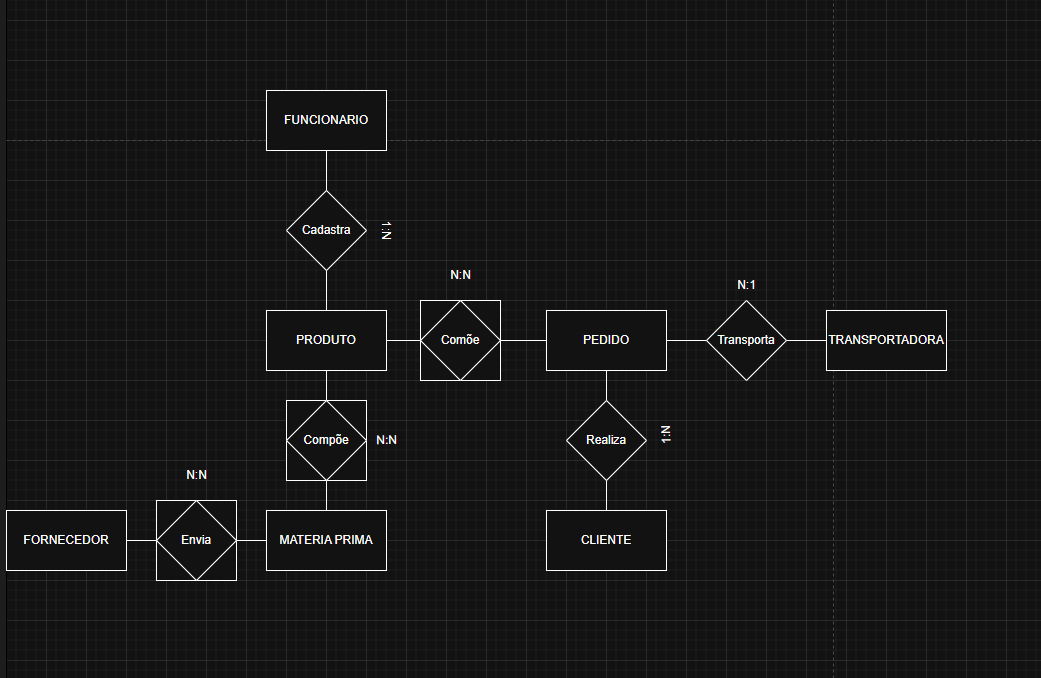 FUNCIONARIO
Cadastra
1:N
N:N
N:1
PRODUTO
Comõe
PEDIDO
Transporta
TRANSPORTADORA
Compõe
N:N
Realiza
1:N
N:N
FORNECEDOR
Envia
MATERIA PRIMA
CLIENTE